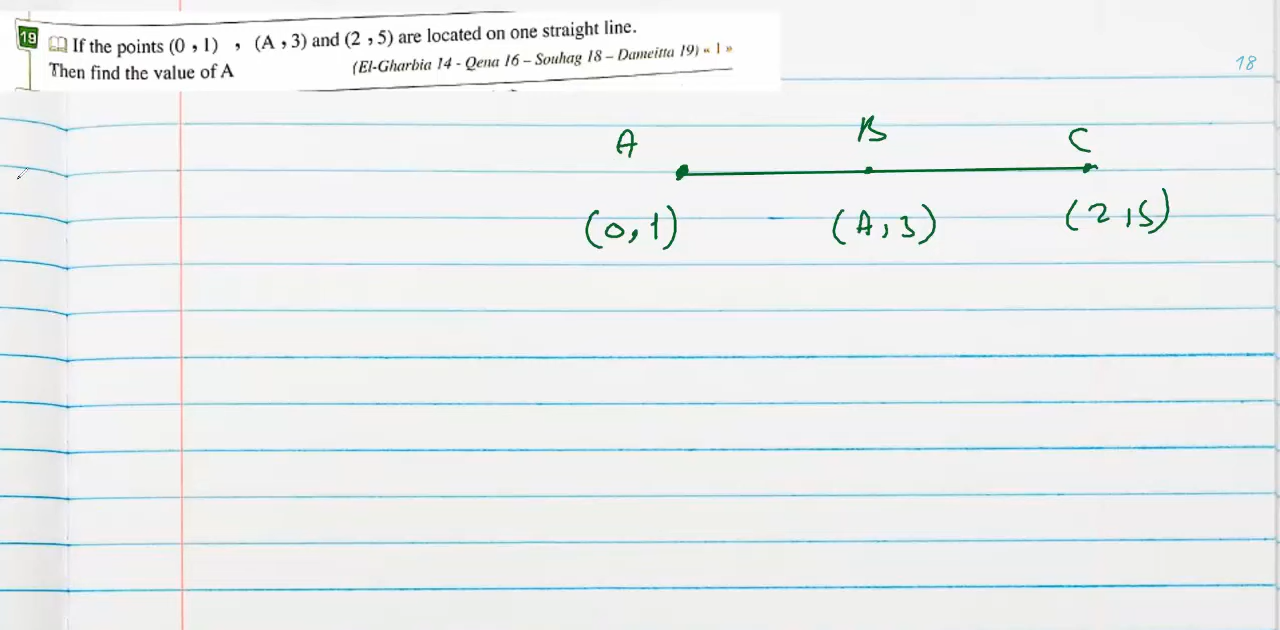 19 If the points (0 , 1) , (A , 3) and (2 , 5) are located on one straight line.
Then find the value of A (El-Gharbia 14 - Qena 16 – Souhag 18 – Dameitta 19) « 1 »
18
A B C
(0,1) (A,3) (2,5)